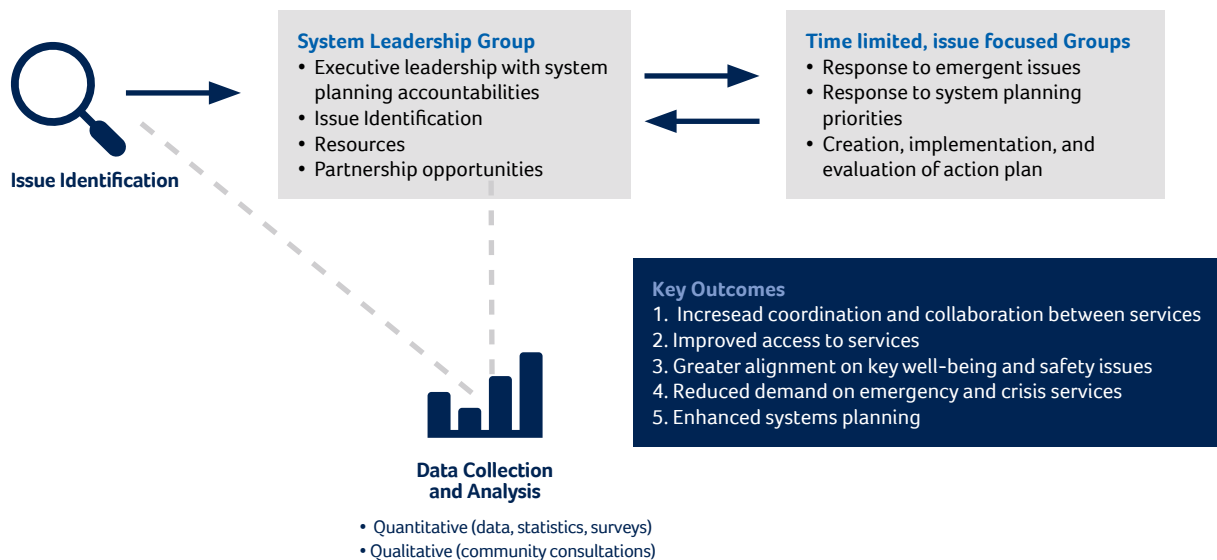 Issue Identification
System Leadership Group
• Executive leadership with system
planning accountabilities
• Issue Identification
• Resources
• Partnership opportunities
Time limited, issue focused Groups
• Response to emergent issues
• Response to system planning
priorities
• Creation, implementation, and
evaluation of action plan
Key Outcomes
1. Incresead coordination and collaboration between services
2. Improved access to services
3. Greater alignment on key well-being and safety issues
4. Reduced demand on emergency and crisis services
5. Enhanced systems planning
Data Collection
and Analysis
• Quantitative (data, statistics, surveys)
• Qualitative (community consultations)